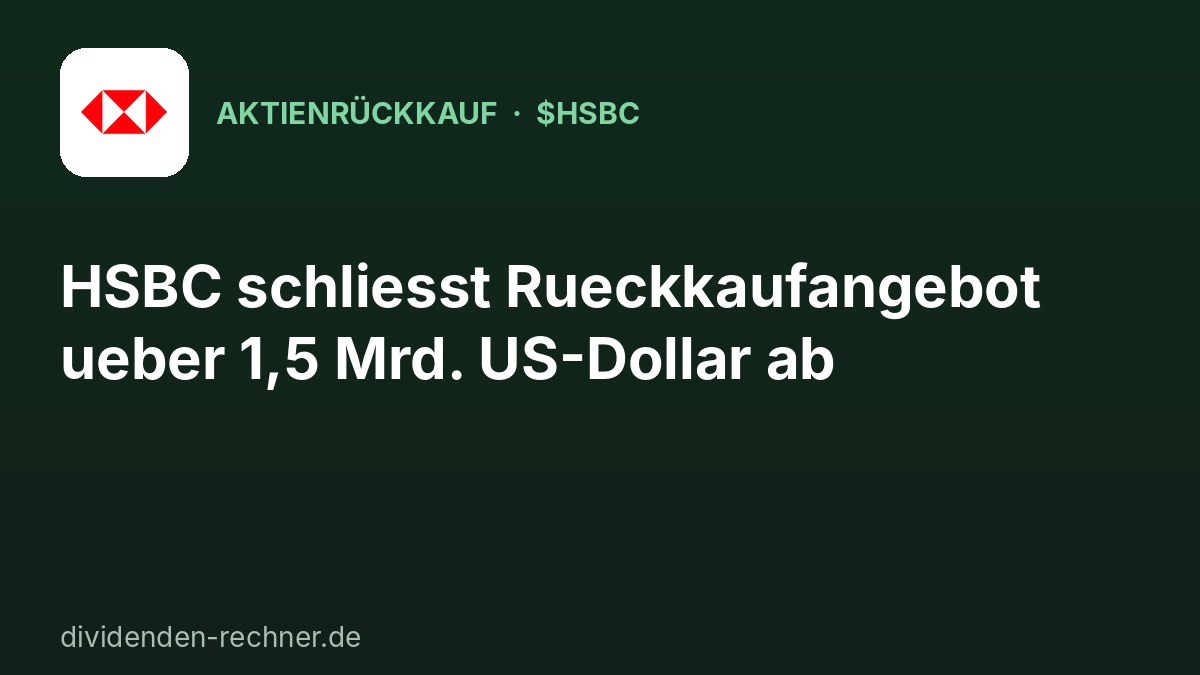 AKTIENRÜCKKAUF · $HSBC
HSBC schliesst Rueckkaufangebot
ueber 1,5 Mrd. US-Dollar ab
dividenden-rechner.de